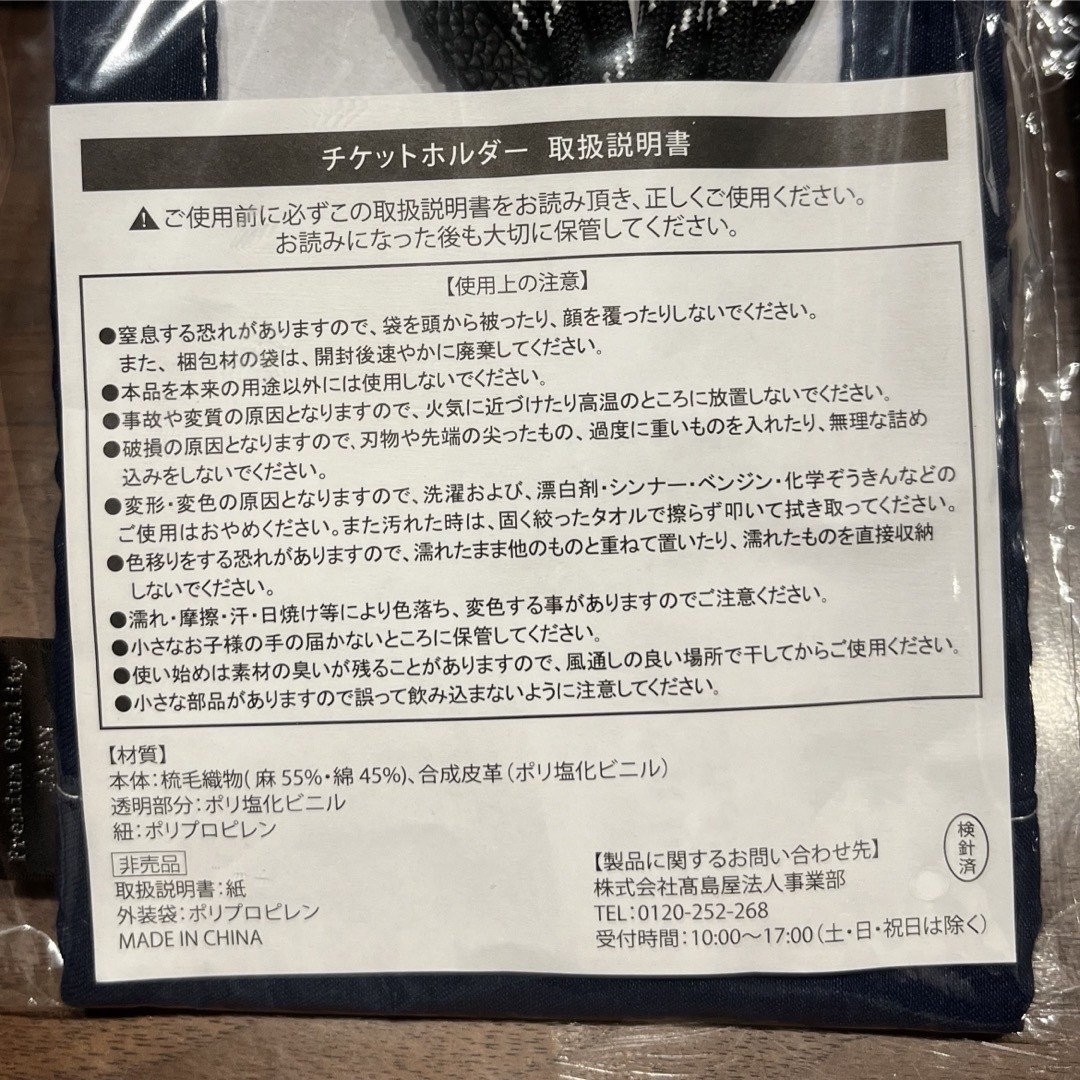 チケットホルダー 取扱説明書
ご使用前に必ずこの取扱説明書をお読み頂き、正しくご使用ください。
お読みになった後も大切に保管してください。
【使用上の注意】
●窒息する恐れがありますので、袋を頭から被ったり、顔を覆ったりしないでください。
また、梱包材の袋は、開封後速やかに廃棄してください。
●本品を本来の用途以外には使用しないでください。
●事故や変質の原因となりますので、火気に近づけたり高温のところに放置しないでください。
●破損の原因となりますので、刃物や先端の尖ったもの、過度に重いものを入れたり、無理な詰め
込みをしないでください。
●変形・変色の原因となりますので、洗濯および、漂白剤・シンナー・ベンジン・化学ぞうきんなどの
ご使用はおやめください。また汚れた時は、固く絞ったタオルで擦らず叩いて拭き取ってください。
●色移りをする恐れがありますので、濡れたまま他のものと重ねて置いたり、濡れたものを直接収納
しないでください。
●濡れ・摩擦・汗・日焼け等により色落ち、変色する事がありますのでご注意ください。
●小さなお子様の手の届かないところに保管してください。
●使い始めは素材の臭いが残ることがありますので、風通しの良い場所で干してからご使用ください。
●小さな部品がありますので誤って飲み込まないように注意してください。
【材質】
本体：梳毛織物( 麻 55%・綿 45%)、合成皮革（ポリ塩化ビニル）
透明部分：ポリ塩化ビニル
紐：ポリプロピレン
非売品
取扱説明書：紙
外装袋：ポリプロピレン
MADE IN CHINA
【製品に関するお問い合わせ先】
株式会社髙島屋法人事業部
TEL：0120-252-268
受付時間：10:00〜17:00（土・日・祝日は除く）
検針済
Premium Quality